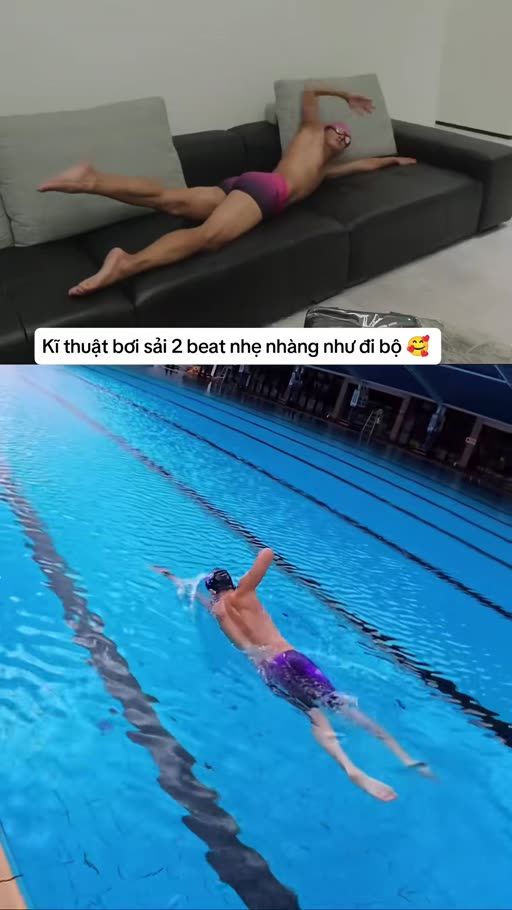 Kĩ thuật bơi sải 2 beat nhẹ nhàng như đi bộ 🥰